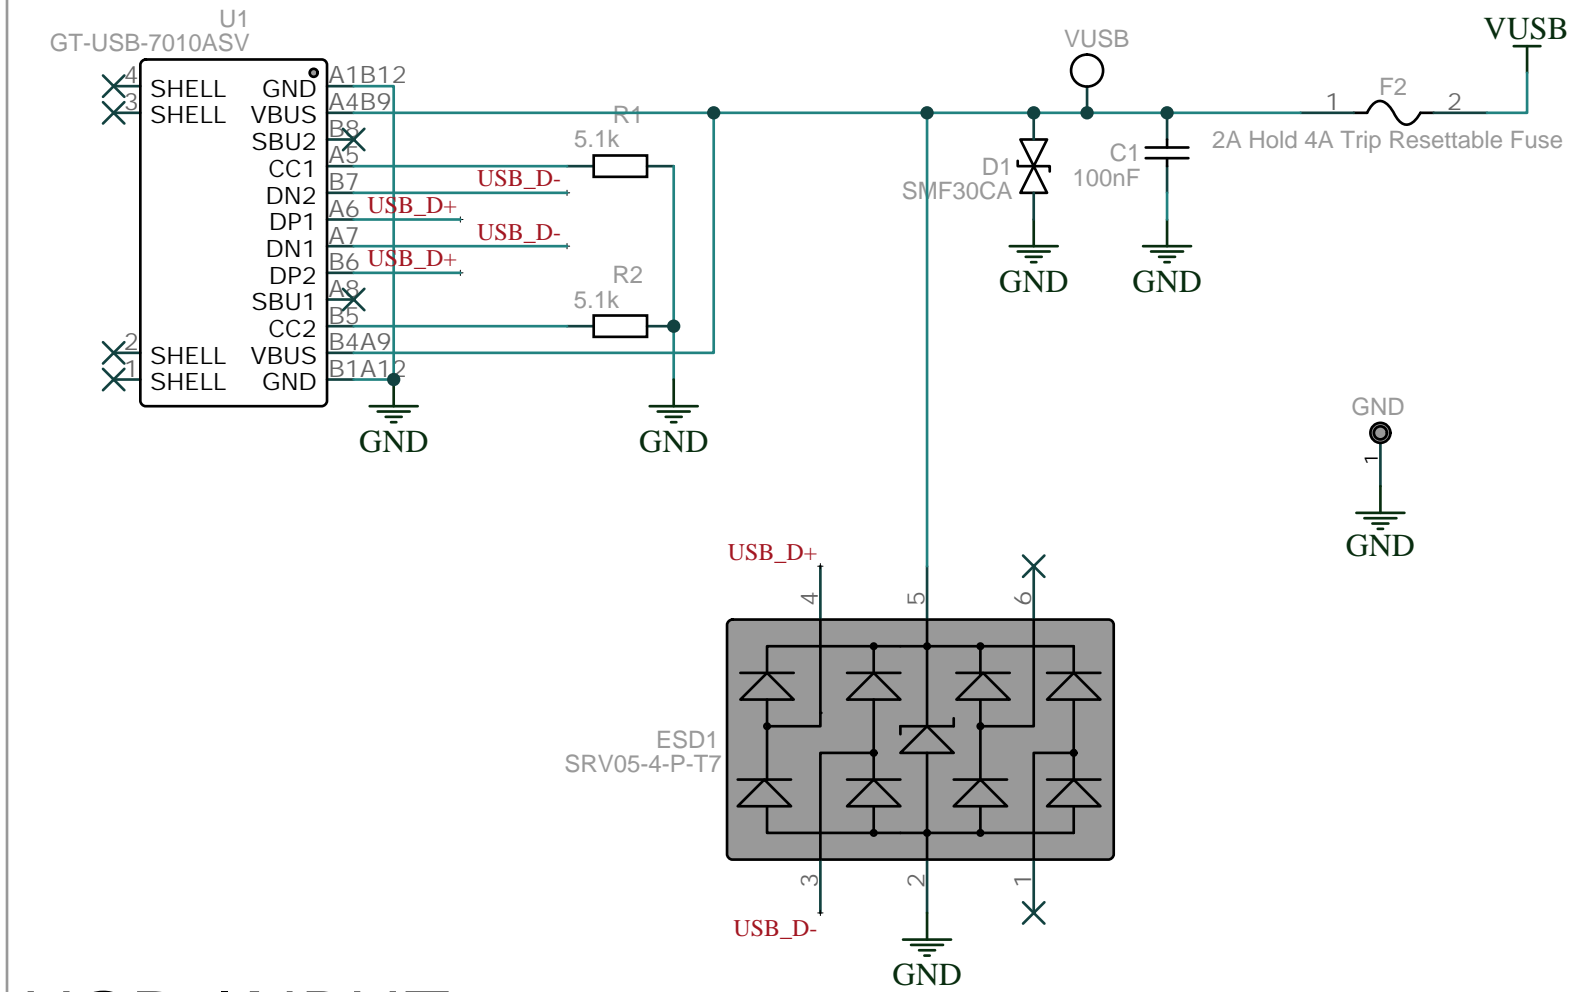 U1
GT-USB-7010ASV
4 SHELL GND A1B12
3 SHELL VBUS A4B9
SBU2 B8
CC1 A5
DN2 B7 USB_D-
DP1 A6 USB_D+
DN1 A7 USB_D-
DP2 B6 USB_D+
SBU1 A8
CC2 B5
2 SHELL VBUS B4A9
1 SHELL GND B1A12
GND
R1
5.1k
R2
5.1k
GND
VUSB
VUSB
F2
1 2
2A Hold 4A Trip Resettable Fuse
D1
SMF30CA
GND
C1
100nF
GND
GND
1
GND
USB_D+
4 5 6
ESD1
SRV05-4-P-T7
3 2 1
USB_D-
GND